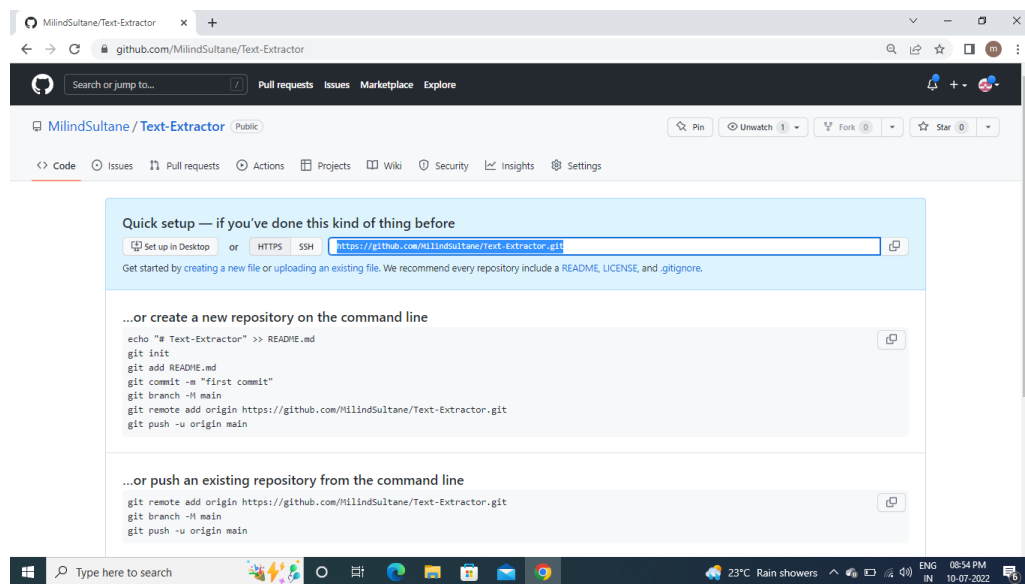 MilindSultane/Text-Extractor
github.com/MilindSultane/Text-Extractor
m
Search or jump to... / Pull requests Issues Marketplace Explore
MilindSultane / Text-Extractor Public Pin Unwatch 1 Fork 0 Star 0
Code Issues Pull requests Actions Projects Wiki Security Insights Settings
Quick setup — if you've done this kind of thing before
Set up in Desktop or HTTPS SSH https://github.com/MilindSultane/Text-Extractor.git
Get started by creating a new file or uploading an existing file. We recommend every repository include a README, LICENSE, and .gitignore.
...or create a new repository on the command line
echo "# Text-Extractor" >> README.md
git init
git add README.md
git commit -m "first commit"
git branch -M main
git remote add origin https://github.com/MilindSultane/Text-Extractor.git
git push -u origin main
...or push an existing repository from the command line
git remote add origin https://github.com/MilindSultane/Text-Extractor.git
git branch -M main
git push -u origin main
Type here to search 23°C Rain showers ENG 08:54 PM
IN 10-07-2022 6